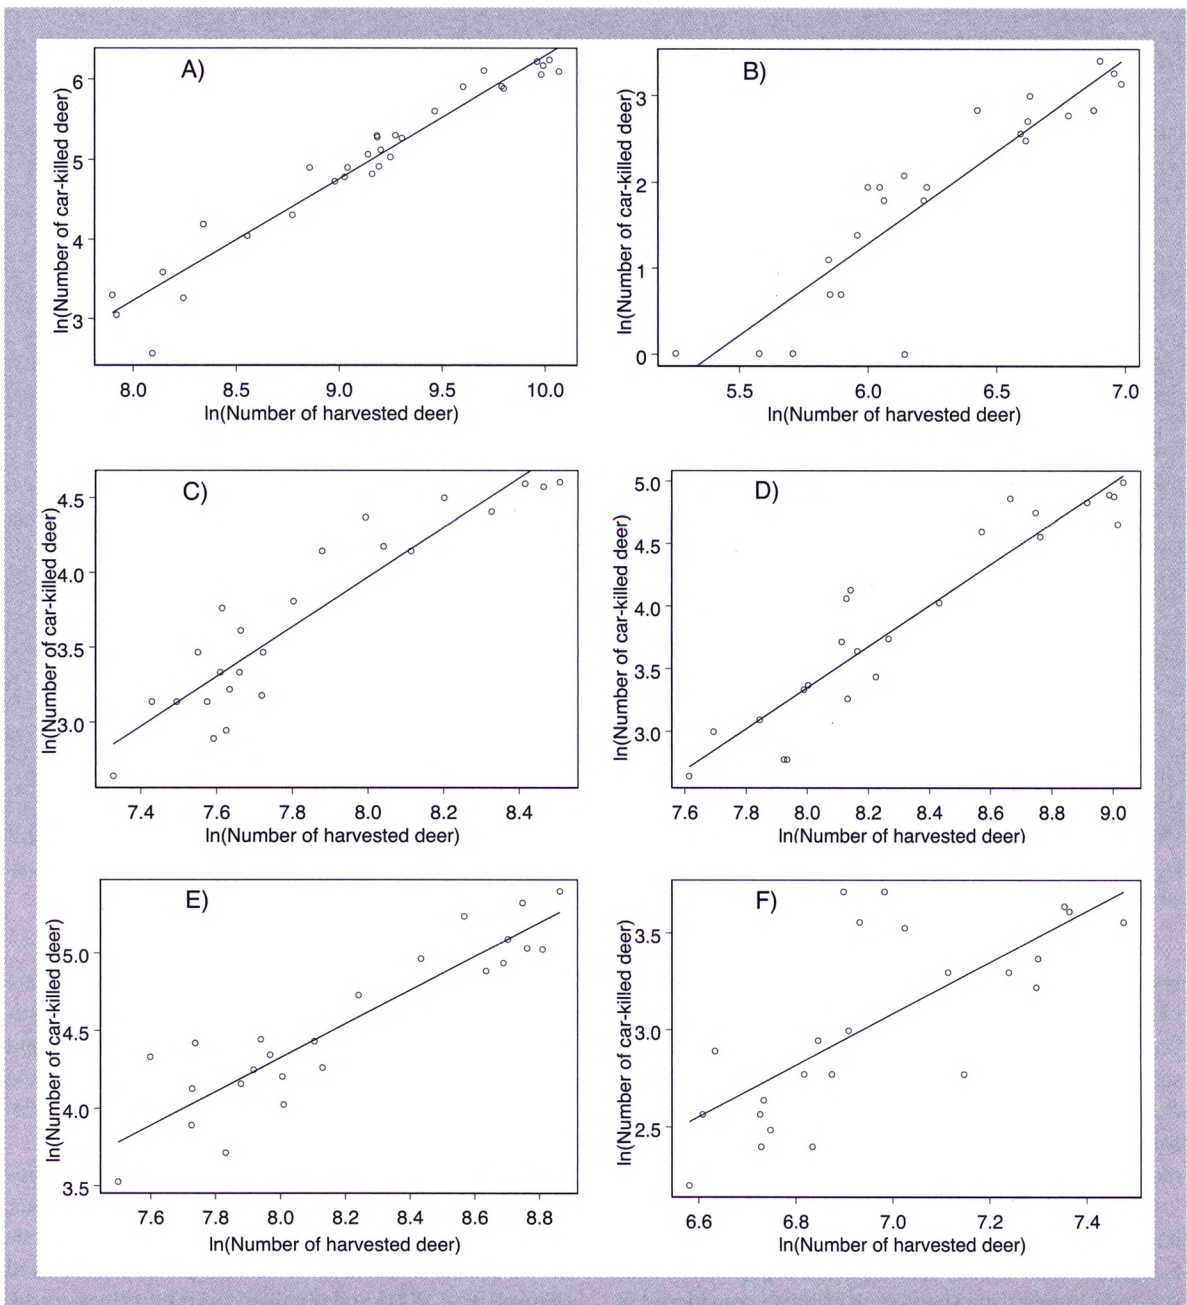 A)
ln(Number of car-killed deer)
6
5
4
3
8.0 8.5 9.0 9.5 10.0
ln(Number of harvested deer)
B)
ln(Number of car-killed deer)
3
2
1
0
5.5 6.0 6.5 7.0
ln(Number of harvested deer)
C)
ln(Number of car-killed deer)
4.5
4.0
3.5
3.0
7.4 7.6 7.8 8.0 8.2 8.4
ln(Number of harvested deer)
D)
ln(Number of car-killed deer)
5.0
4.5
4.0
3.5
3.0
7.6 7.8 8.0 8.2 8.4 8.6 8.8 9.0
ln(Number of harvested deer)
E)
ln(Number of car-killed deer)
5.0
4.5
4.0
3.5
7.6 7.8 8.0 8.2 8.4 8.6 8.8
ln(Number of harvested deer)
F)
ln(Number of car-killed deer)
3.5
3.0
2.5
6.6 6.8 7.0 7.2 7.4
ln(Number of harvested deer)